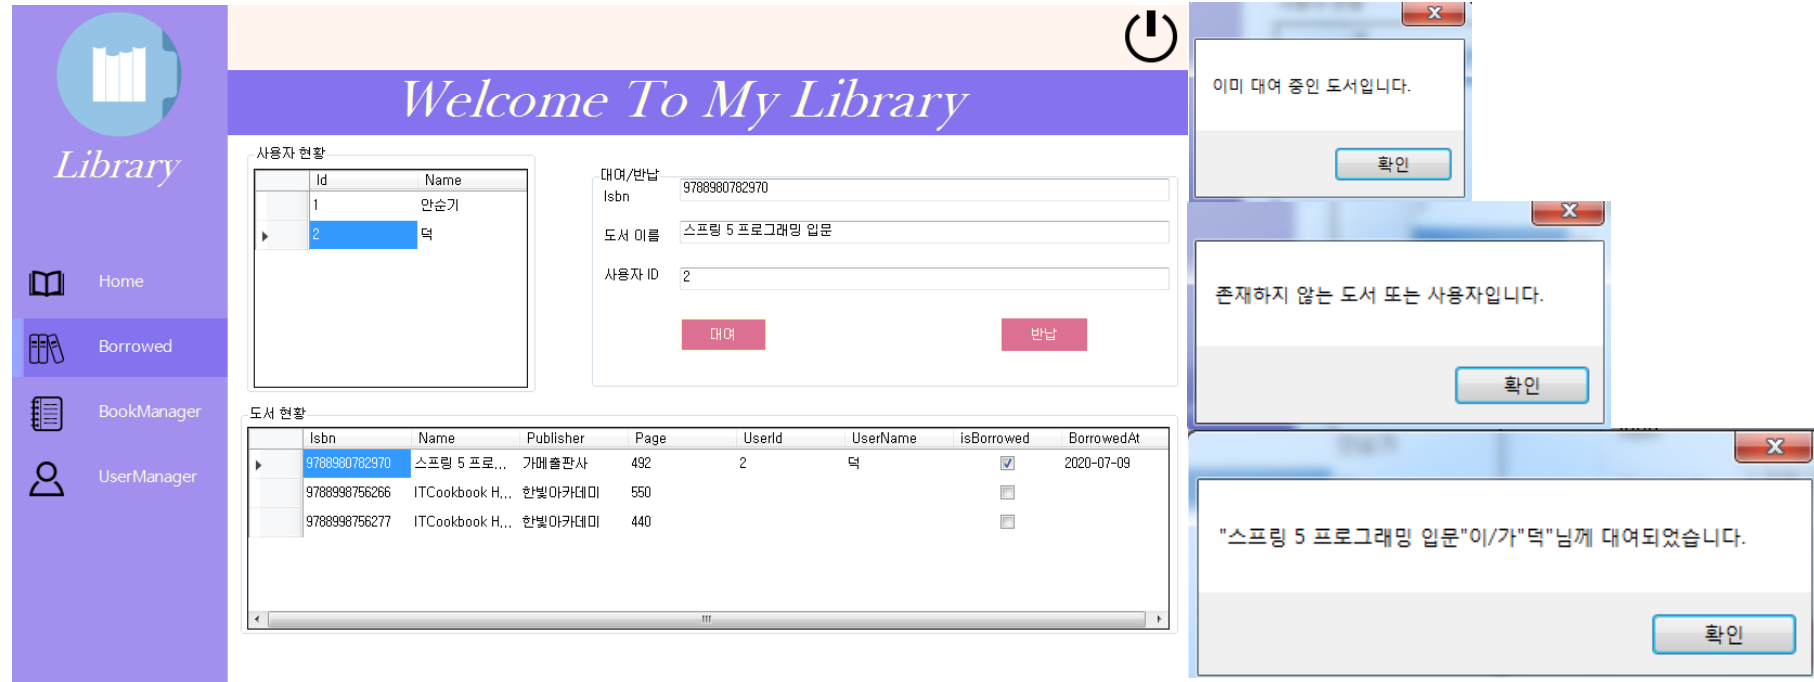 Library
Home
Borrowed
BookManager
UserManager
Welcome To My Library
사용자 현황
Id Name
1 안순기
2 덕
대여/반납
Isbn 9788980782970
도서 이름 스프링 5 프로그래밍 입문
사용자 ID 2
대여 반납
도서 현황
Isbn Name Publisher Page UserId UserName isBorrowed BorrowedAt
9788980782970 스프링 5 프로... 가메출판사 492 2 덕 2020-07-09
9788998756266 ITCookbook H... 한빛아카데미 550
9788998756277 ITCookbook H... 한빛아카데미 440
이미 대여 중인 도서입니다.
확인
존재하지 않는 도서 또는 사용자입니다.
확인
"스프링 5 프로그래밍 입문"이/가"덕"님께 대여되었습니다.
확인